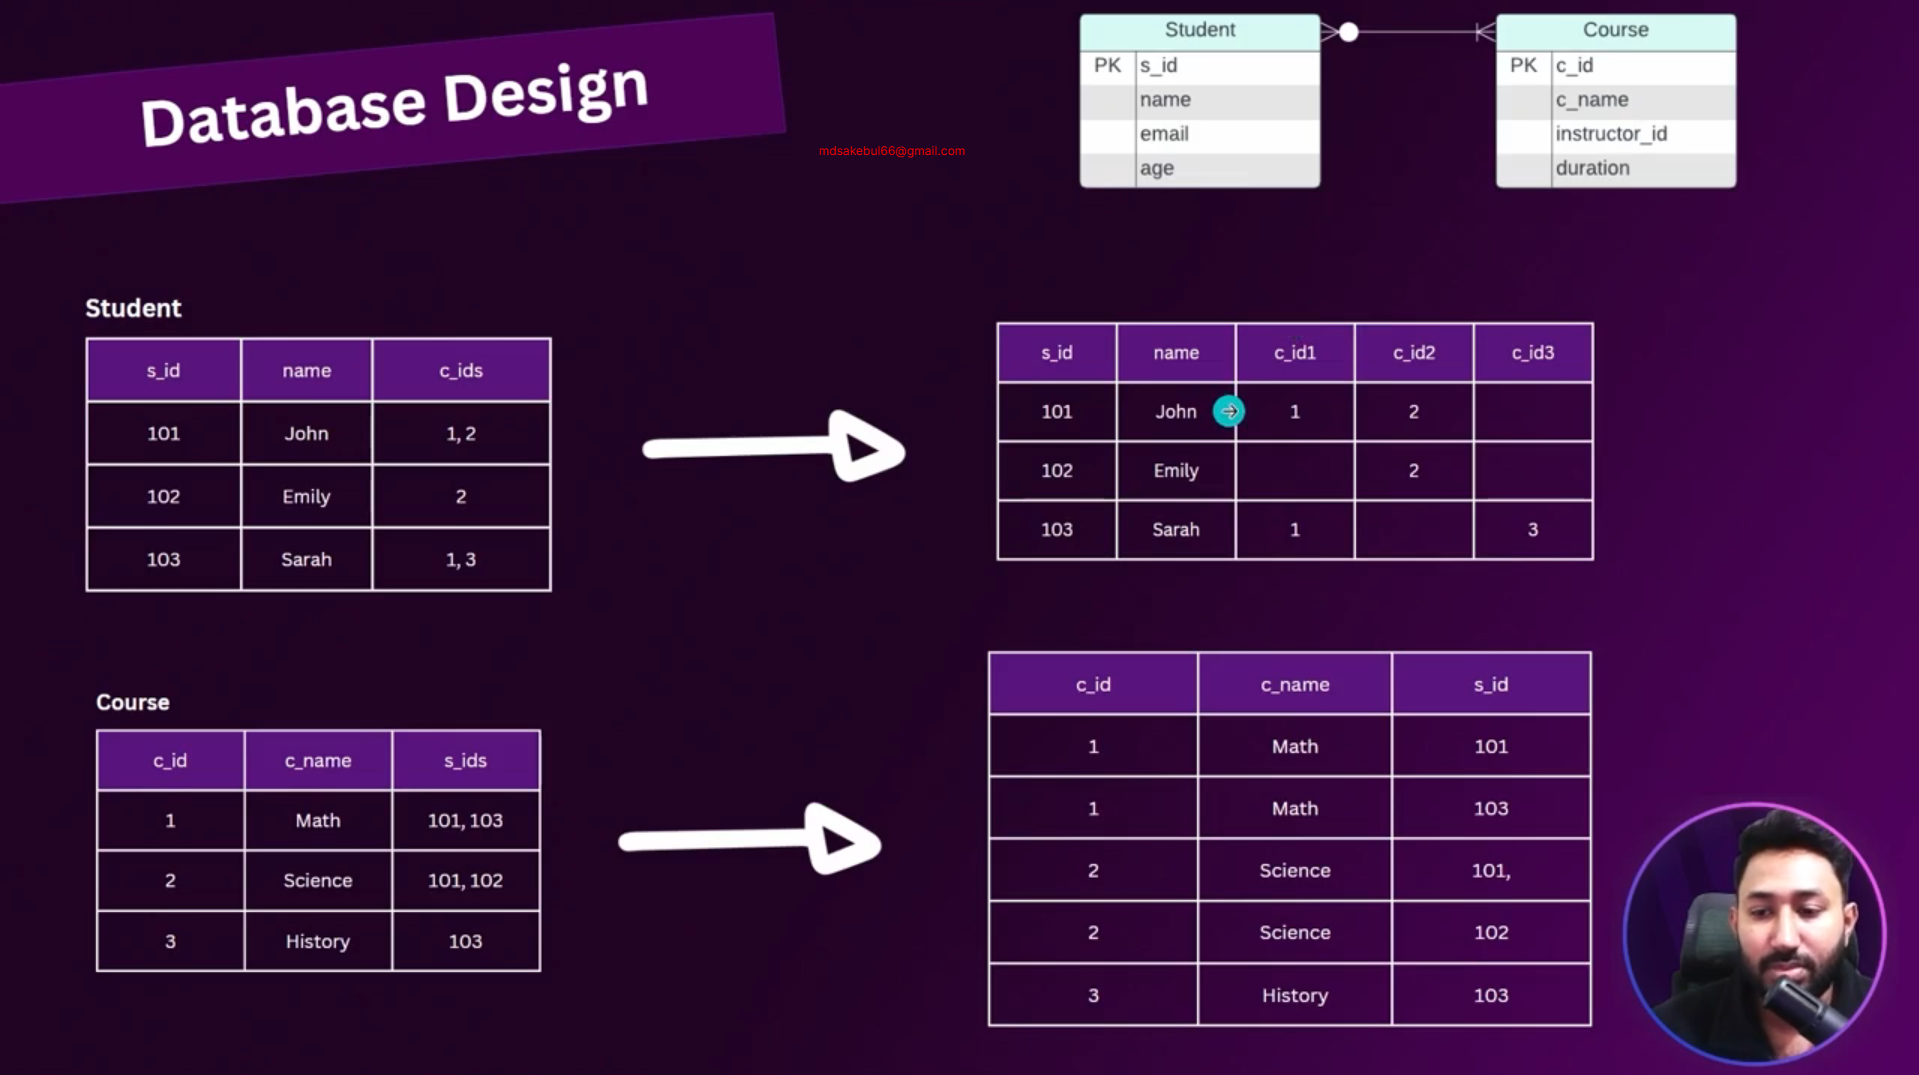 Database Design
mdsakebul66@gmail.com
Student
PK s_id
name
email
age
Course
PK c_id
c_name
instructor_id
duration
Student
s_id name c_ids
101 John 1, 2
102 Emily 2
103 Sarah 1, 3
s_id name c_id1 c_id2 c_id3
101 John 1 2
102 Emily 2
103 Sarah 1 3
Course
c_id c_name s_ids
1 Math 101, 103
2 Science 101, 102
3 History 103
c_id c_name s_id
1 Math 101
1 Math 103
2 Science 101,
2 Science 102
3 History 103